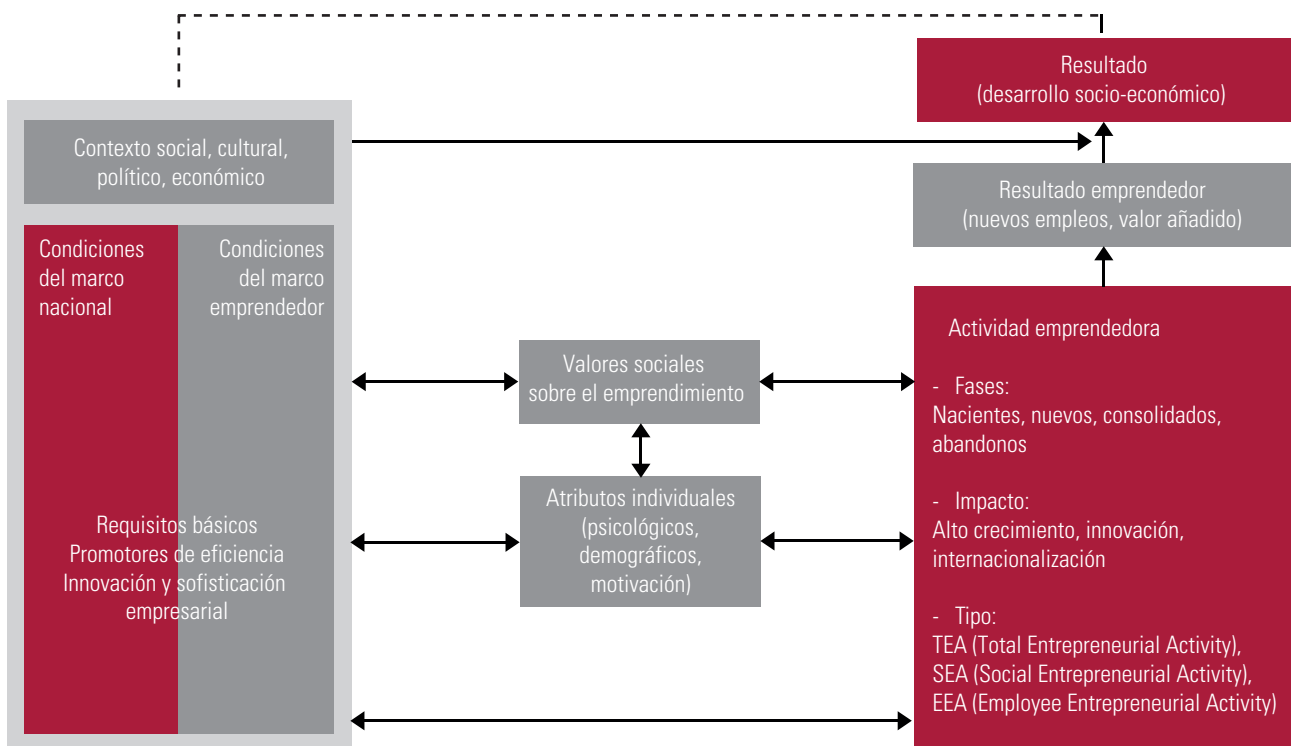 Resultado
(desarrollo socio-económico)
Contexto social, cultural,
político, económico
Resultado emprendedor
(nuevos empleos, valor añadido)
Condiciones
del marco
nacional
Condiciones
del marco
emprendedor
Requisitos básicos
Promotores de eficiencia
Innovación y sofisticación
empresarial
Valores sociales
sobre el emprendimiento
Atributos individuales
(psicológicos,
demográficos,
motivación)
Actividad emprendedora
- Fases:
Nacientes, nuevos, consolidados,
abandonos
- Impacto:
Alto crecimiento, innovación,
internacionalización
- Tipo:
TEA (Total Entrepreneurial Activity),
SEA (Social Entrepreneurial Activity),
EEA (Employee Entrepreneurial Activity)